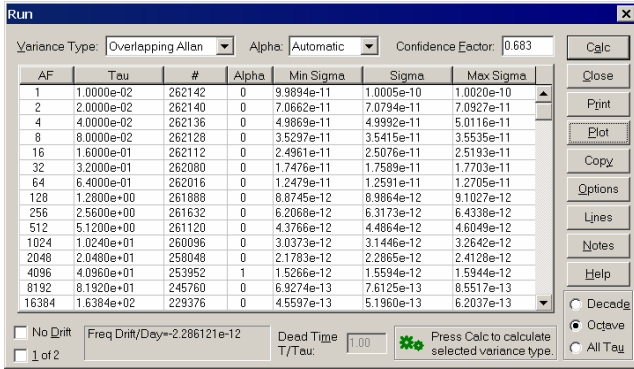 Run
Variance Type: Overlapping Allan Alpha: Automatic Confidence Factor: 0.683 Calc
AF Tau # Alpha Min Sigma Sigma Max Sigma Close
1 1.0000e-02 262142 0 9.9894e-11 1.0005e-10 1.0020e-10
2 2.0000e-02 262140 0 7.0662e-11 7.0794e-11 7.0927e-11 Print
4 4.0000e-02 262136 0 4.9869e-11 4.9992e-11 5.0116e-11
8 8.0000e-02 262128 0 3.5297e-11 3.5415e-11 3.5535e-11 Plot
16 1.6000e-01 262112 0 2.4961e-11 2.5076e-11 2.5193e-11
32 3.2000e-01 262080 0 1.7476e-11 1.7589e-11 1.7703e-11 Copy
64 6.4000e-01 262016 0 1.2479e-11 1.2591e-11 1.2705e-11
128 1.2800e+00 261888 0 8.8745e-12 8.9864e-12 9.1027e-12 Options
256 2.5600e+00 261632 0 6.2068e-12 6.3173e-12 6.4338e-12
512 5.1200e+00 261120 0 4.3766e-12 4.4864e-12 4.6049e-12 Lines
1024 1.0240e+01 260096 0 3.0373e-12 3.1446e-12 3.2642e-12
2048 2.0480e+01 258048 0 2.1783e-12 2.2865e-12 2.4128e-12 Notes
4096 4.0960e+01 253952 1 1.5266e-12 1.5594e-12 1.5944e-12 Help
8192 8.1920e+01 245760 0 6.9274e-13 7.6125e-13 8.5517e-13
16384 1.6384e+02 229376 0 4.5597e-13 5.1960e-13 6.2037e-13 Decade
No Drift Freq Drift/Day=-2.286121e-12 Dead Time T/Tau: 1.00 Press Calc to calculate selected variance type. Octave
1 of 2 All Tau